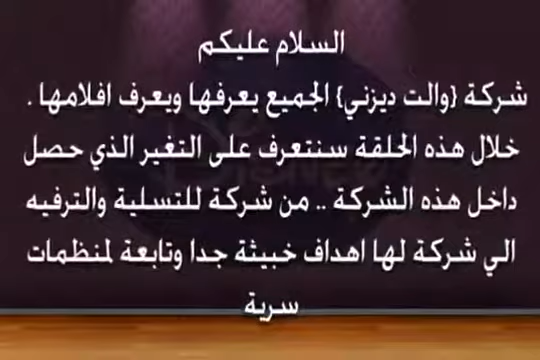 السلام عليكم
شركة {والت ديزني} الجميع يعرفها ويعرف افلامها .
خلال هذه الحلقة سنتعرف على التغير الذي حصل
داخل هذه الشركة .. من شركة للتسلية والترفيه
الي شركة لها اهداف خبيثة جدا وتابعة لمنظمات
سرية